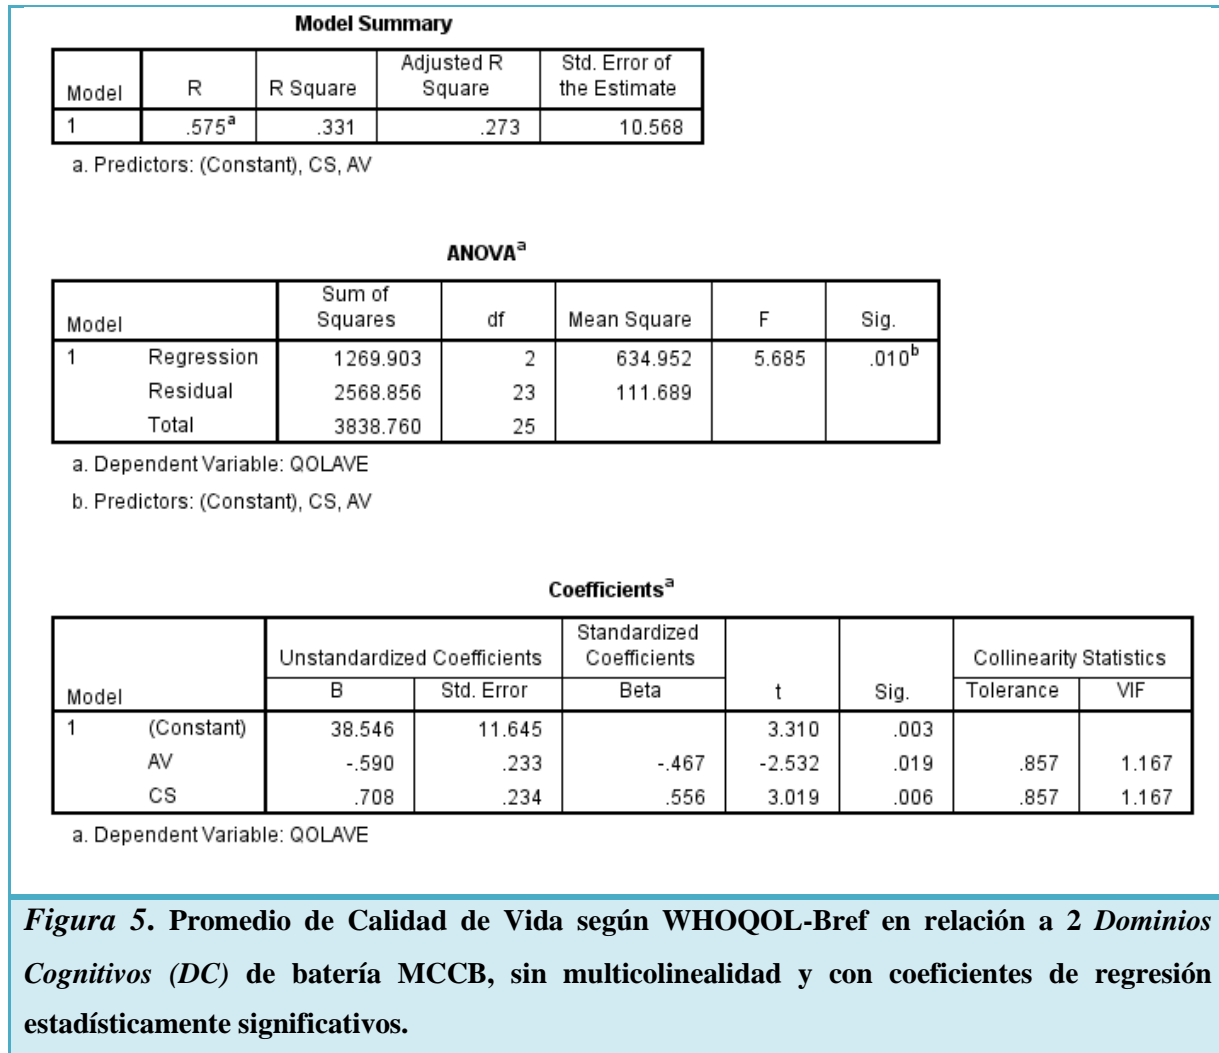 Model Summary
Model R R Square Adjusted R Square Std. Error of the Estimate
1 .575a .331 .273 10.568
a. Predictors: (Constant), CS, AV
ANOVAa
Model Sum of Squares df Mean Square F Sig.
1 Regression 1269.903 2 634.952 5.685 .010b
Residual 2568.856 23 111.689
Total 3838.760 25
a. Dependent Variable: QOLAVE
b. Predictors: (Constant), CS, AV
Coefficientsa
Model Unstandardized Coefficients Standardized Coefficients t Sig. Collinearity Statistics
B Std. Error Beta Tolerance VIF
1 (Constant) 38.546 11.645 3.310 .003
AV -.590 .233 -.467 -2.532 .019 .857 1.167
CS .708 .234 .556 3.019 .006 .857 1.167
a. Dependent Variable: QOLAVE
Figura 5. Promedio de Calidad de Vida según WHOQOL-Bref en relación a 2 Dominios
Cognitivos (DC) de batería MCCB, sin multicolinealidad y con coeficientes de regresión
estadísticamente significativos.